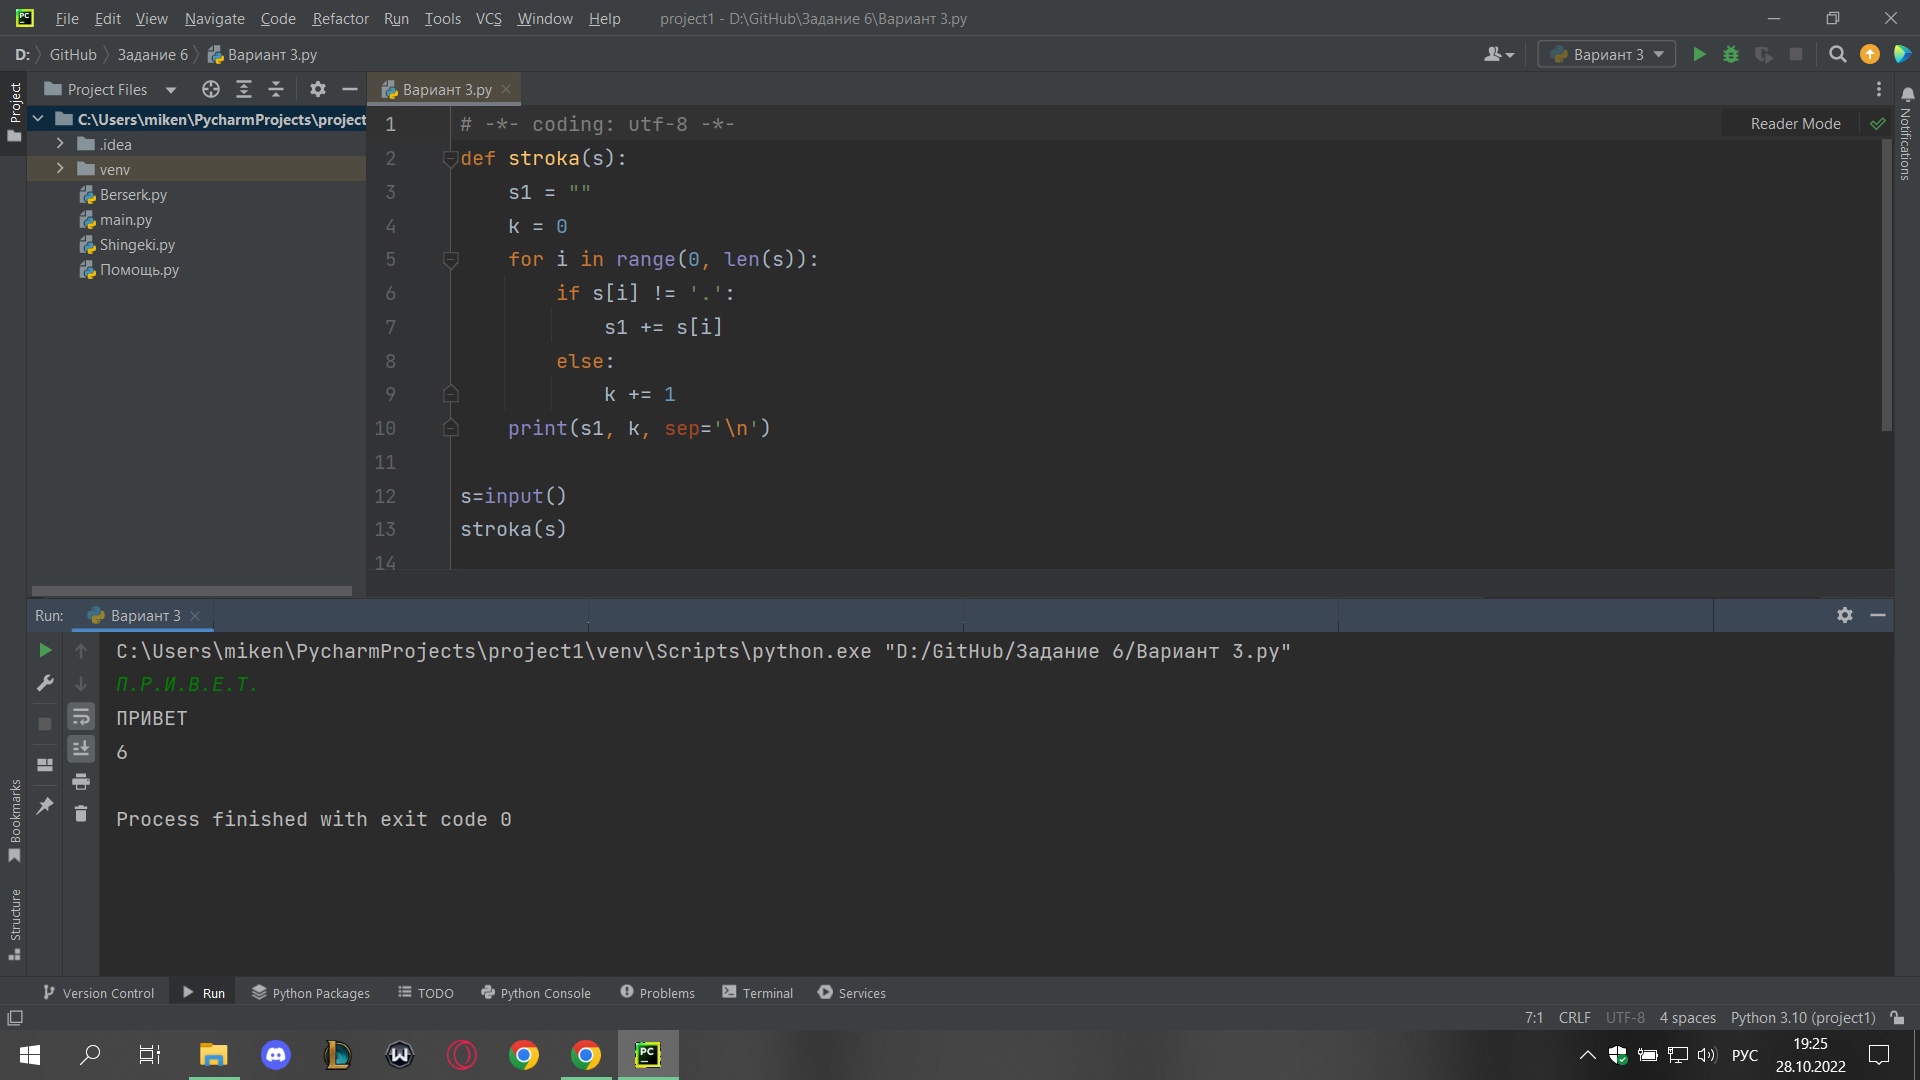 File Edit View Navigate Code Refactor Run Tools VCS Window Help project1 - D:\GitHub\Задание 6\Вариант 3.py
D: GitHub Задание 6 Вариант 3.py Вариант 3
Project Files Вариант 3.py
Project
Notifications
C:\Users\miken\PycharmProjects\project
.idea
venv
Berserk.py
main.py
Shingeki.py
Помощь.py
Reader Mode
1 # -*- coding: utf-8 -*-
2 def stroka(s):
3 s1 = ""
4 k = 0
5 for i in range(0, len(s)):
6 if s[i] != '.':
7 s1 += s[i]
8 else:
9 k += 1
10 print(s1, k, sep='\n')
11
12 s=input()
13 stroka(s)
14
Run: Вариант 3
C:\Users\miken\PycharmProjects\project1\venv\Scripts\python.exe "D:/GitHub/Задание 6/Вариант 3.py"
П.Р.И.В.Е.Т.
ПРИВЕТ
6
Process finished with exit code 0
Bookmarks
Structure
Version Control Run Python Packages TODO Python Console Problems Terminal Services
7:1 CRLF UTF-8 4 spaces Python 3.10 (project1)
PC
РУС
19:25
28.10.2022